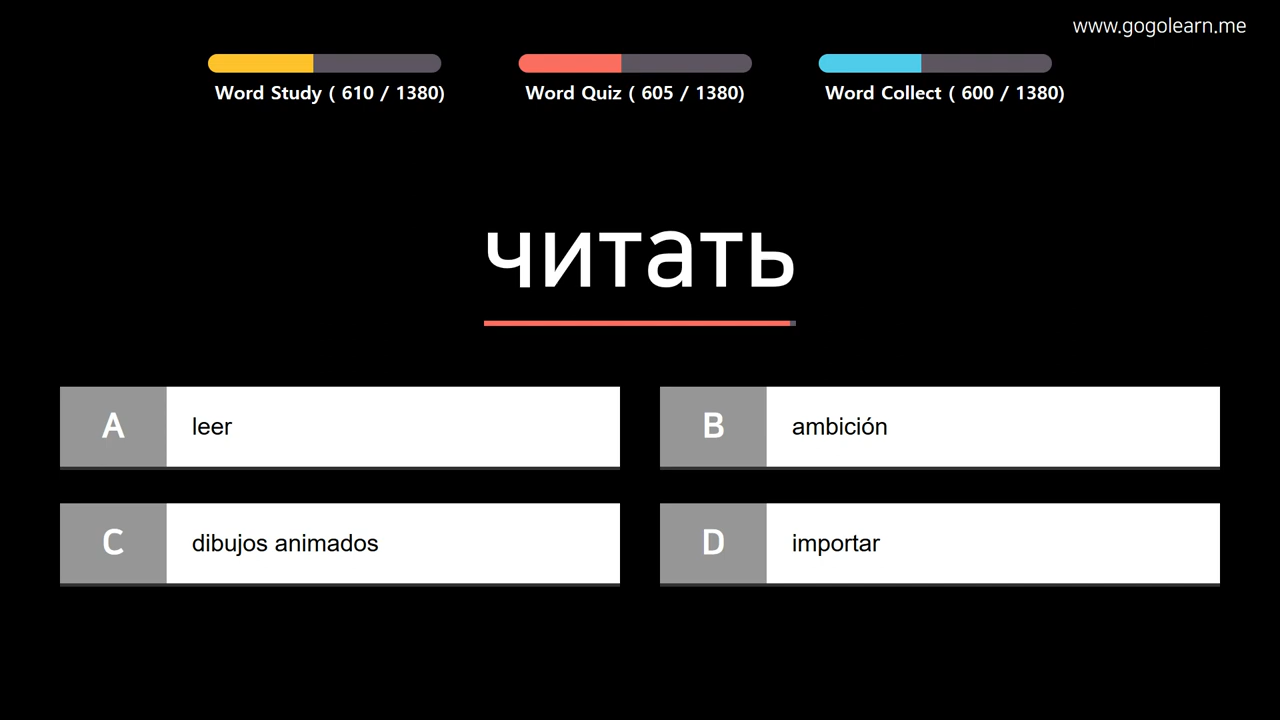 www.gogolearn.me
Word Study ( 610 / 1380)
Word Quiz ( 605 / 1380)
Word Collect ( 600 / 1380)
читать
A leer
B ambición
C dibujos animados
D importar